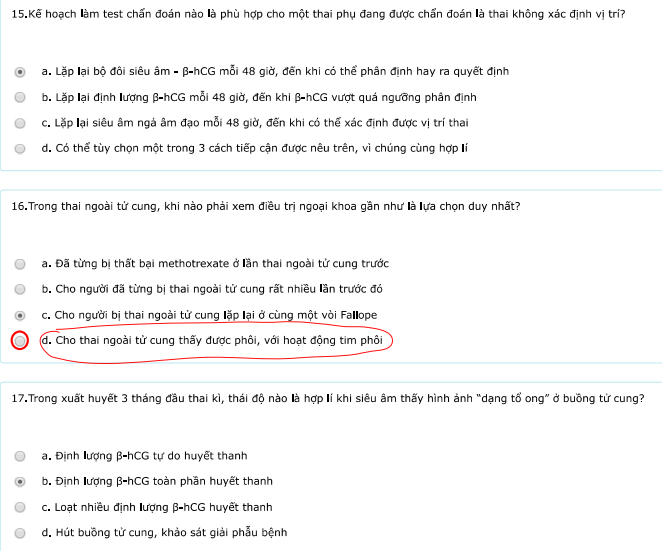 15.Kế hoạch làm test chẩn đoán nào là phù hợp cho một thai phụ đang được chẩn đoán là thai không xác định vị trí?
a. Lặp lại bộ đôi siêu âm - β-hCG mỗi 48 giờ, đến khi có thể phân định hay ra quyết định
b. Lặp lại định lượng β-hCG mỗi 48 giờ, đến khi β-hCG vượt quá ngưỡng phân định
c. Lặp lại siêu âm ngả âm đạo mỗi 48 giờ, đến khi có thể xác định được vị trí thai
d. Có thể tùy chọn một trong 3 cách tiếp cận được nêu trên, vì chúng cùng hợp lí
16.Trong thai ngoài tử cung, khi nào phải xem điều trị ngoại khoa gần như là lựa chọn duy nhất?
a. Đã từng bị thất bại methotrexate ở lần thai ngoài tử cung trước
b. Cho người đã từng bị thai ngoài tử cung rất nhiều lần trước đó
c. Cho người bị thai ngoài tử cung lặp lại ở cùng một vòi Fallope
d. Cho thai ngoài tử cung thấy được phôi, với hoạt động tim phôi
17.Trong xuất huyết 3 tháng đầu thai kì, thái độ nào là hợp lí khi siêu âm thấy hình ảnh "dạng tổ ong" ở buồng tử cung?
a. Định lượng β-hCG tự do huyết thanh
b. Định lượng β-hCG toàn phần huyết thanh
c. Loạt nhiều định lượng β-hCG huyết thanh
d. Hút buồng tử cung, khảo sát giải phẫu bệnh